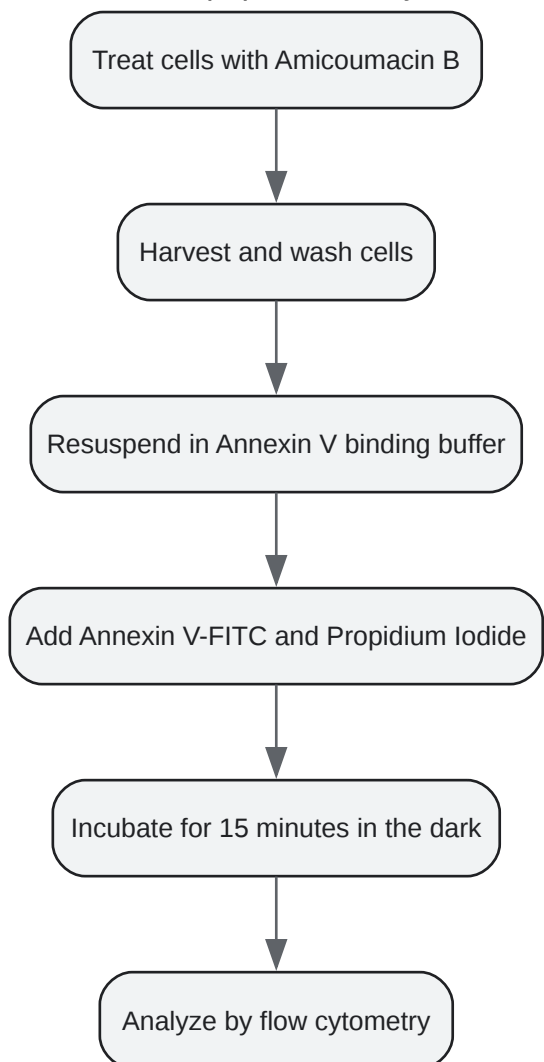 Treat cells with Amicoumacin B
Harvest and wash cells
Resuspend in Annexin V binding buffer
Add Annexin V-FITC and Propidium Iodide
Incubate for 15 minutes in the dark
Analyze by flow cytometry